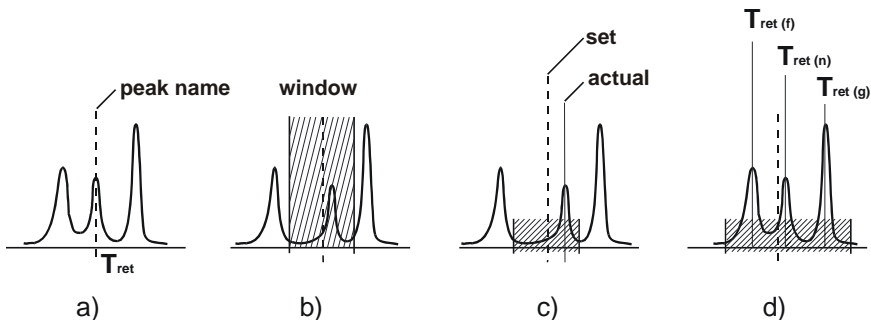 peak name
T ret
a)
window
b)
set
actual
c)
T ret (f)
T ret (n)
T ret (g)
d)